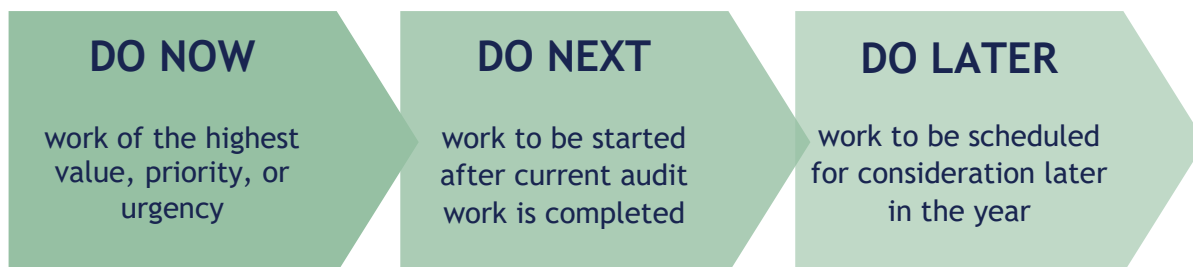 DO NOW
work of the highest
value, priority, or
urgency
DO NEXT
work to be started
after current audit
work is completed
DO LATER
work to be scheduled
for consideration later
in the year